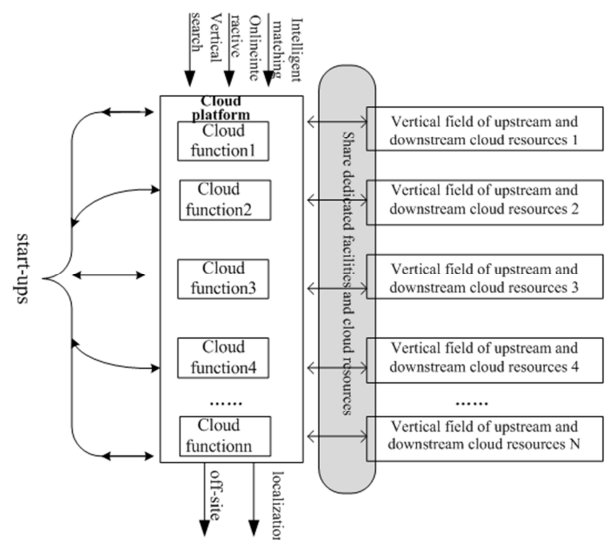 search
Vertical
ractive
Onlineinte
matching
Intelligent
Cloud
platform
Cloud
function1
Cloud
function2
Cloud
function3
Cloud
function4
......
Cloud
functionn
start-ups
Share dedicated facilities and cloud resources
Vertical field of upstream and
downstream cloud resources 1
Vertical field of upstream and
downstream cloud resources 2
Vertical field of upstream and
downstream cloud resources 3
Vertical field of upstream and
downstream cloud resources 4
......
Vertical field of upstream and
downstream cloud resources N
off-site
localization